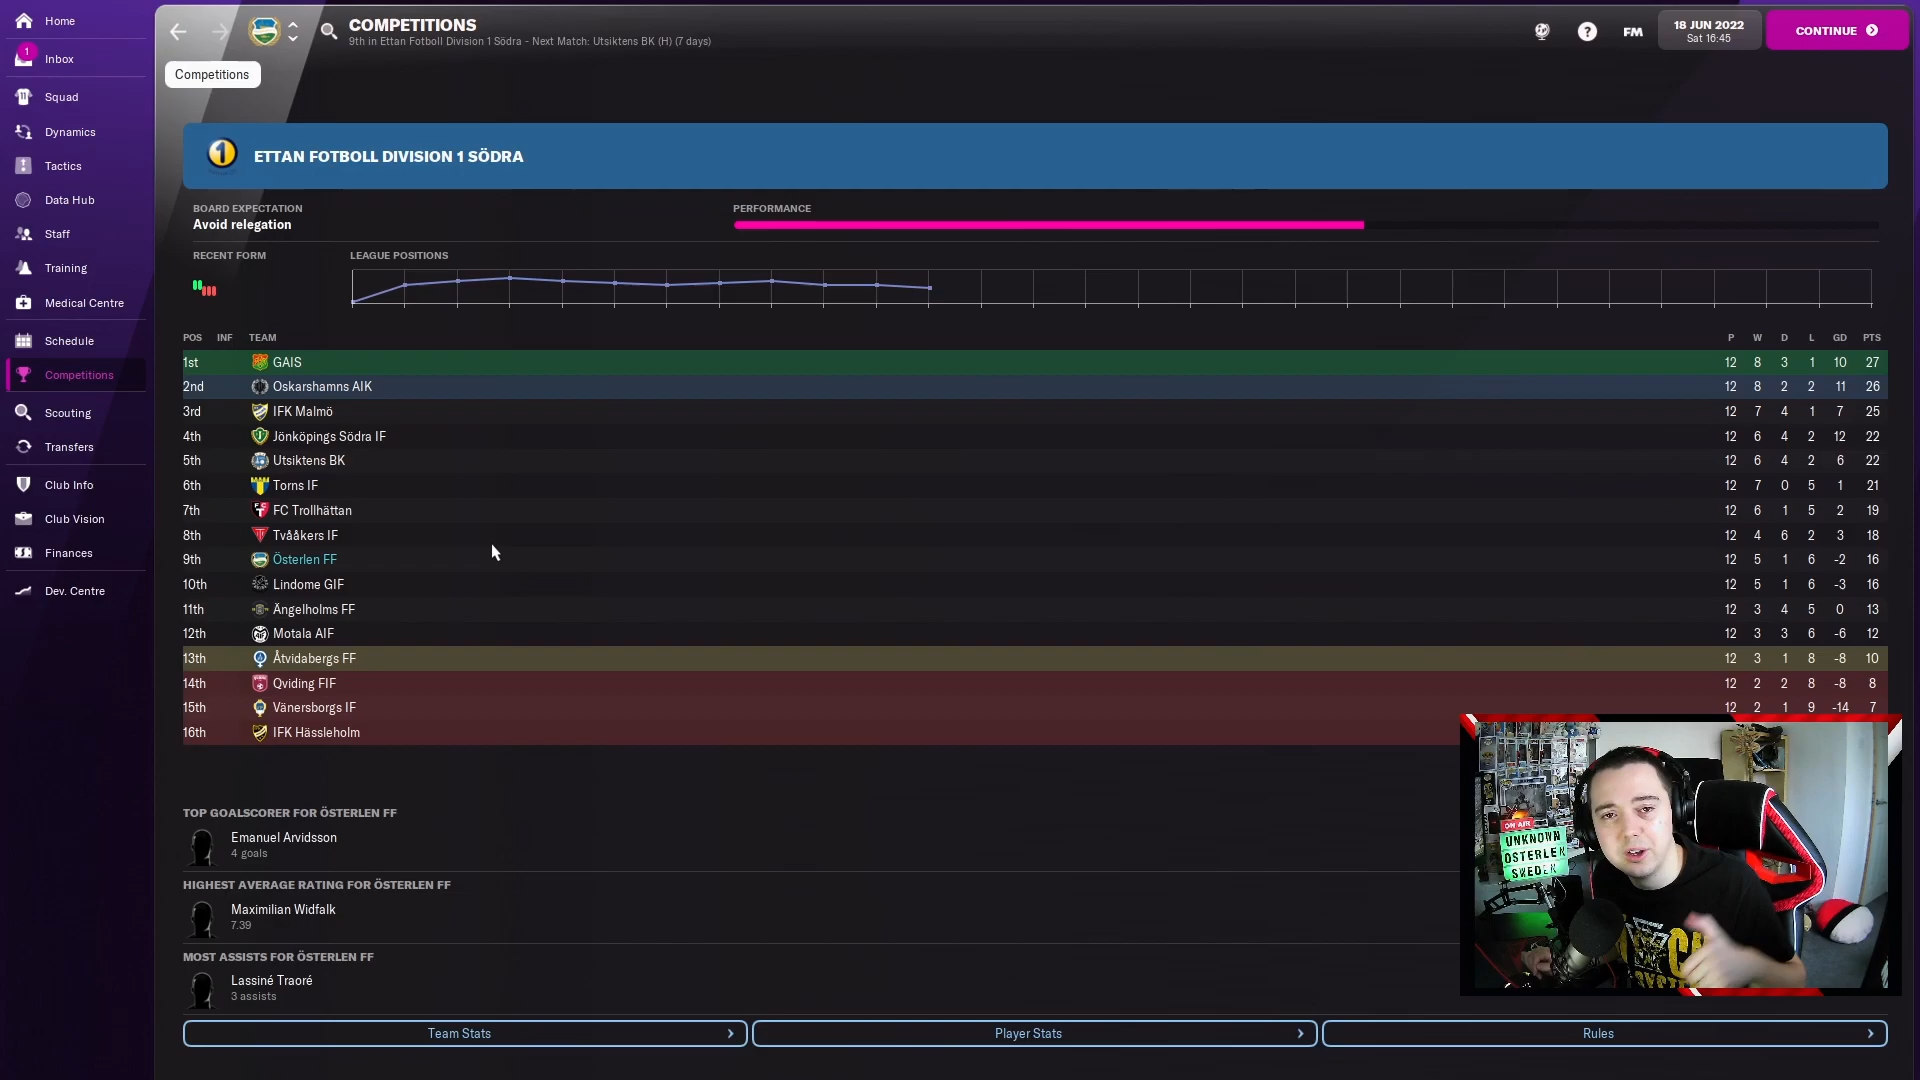 Home
1
Inbox
Squad
Dynamics
Tactics
Data Hub
Staff
Training
Medical Centre
Schedule
Competitions
Scouting
Transfers
Club Info
Club Vision
Finances
Dev. Centre
COMPETITIONS
9th in Ettan Fotboll Division 1 Södra - Next Match: Utsiktens BK (H) (7 days)
?
FM
18 JUN 2022
Sat 16:45
CONTINUE
Competitions
1 ETTAN FOTBOLL DIVISION 1 SÖDRA
BOARD EXPECTATION
Avoid relegation
PERFORMANCE
RECENT FORM
LEAGUE POSITIONS
POS INF TEAM P W D L GD PTS
1st GAIS 12 8 3 1 10 27
2nd Oskarshamns AIK 12 8 2 2 11 26
3rd IFK Malmö 12 7 4 1 7 25
4th Jönköpings Södra IF 12 6 4 2 12 22
5th Utsiktens BK 12 6 4 2 6 22
6th Torns IF 12 7 0 5 1 21
7th FC Trollhättan 12 6 1 5 2 19
8th Tvååkers IF 12 4 6 2 3 18
9th Österlen FF 12 5 1 6 -2 16
10th Lindome GIF 12 5 1 6 -3 16
11th Ängelholms FF 12 3 4 5 0 13
12th Motala AIF 12 3 3 6 -6 12
13th Åtvidabergs FF 12 3 1 8 -8 10
14th Qviding FIF 12 2 2 8 -8 8
15th Vänersborgs IF 12 2 1 9 -14 7
16th IFK Hässleholm
TOP GOALSCORER FOR ÖSTERLEN FF
Emanuel Arvidsson
4 goals
HIGHEST AVERAGE RATING FOR ÖSTERLEN FF
Maximilian Widfalk
7.39
MOST ASSISTS FOR ÖSTERLEN FF
Lassiné Traoré
3 assists
Team Stats
Player Stats
Rules
ON AIR
UNKNOWN
OSTERLEN
SWEDEN